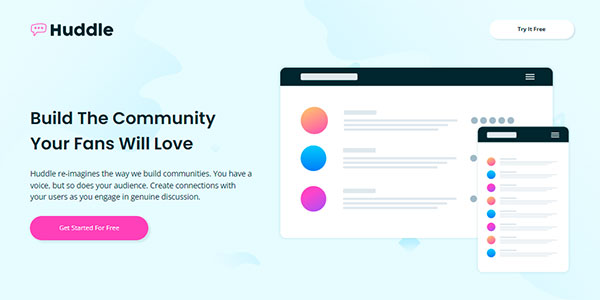 Huddle
Try It Free
Build The Community
Your Fans Will Love
Huddle re-imagines the way we build communities. You have a
voice, but so does your audience. Create connections with
your users as you engage in genuine discussion.
Get Started For Free